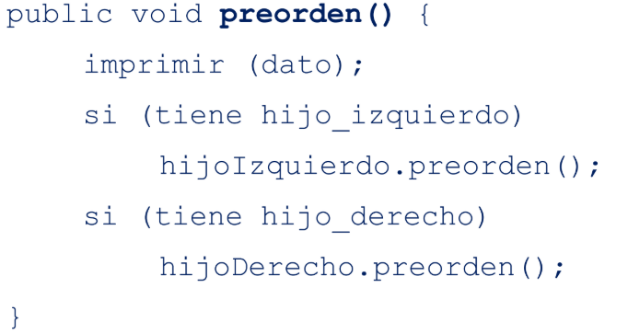 public void preorden() {
imprimir (dato);
si (tiene hijo_izquierdo)
hijoIzquierdo.preorden();
si (tiene hijo_derecho)
hijoDerecho.preorden();
}